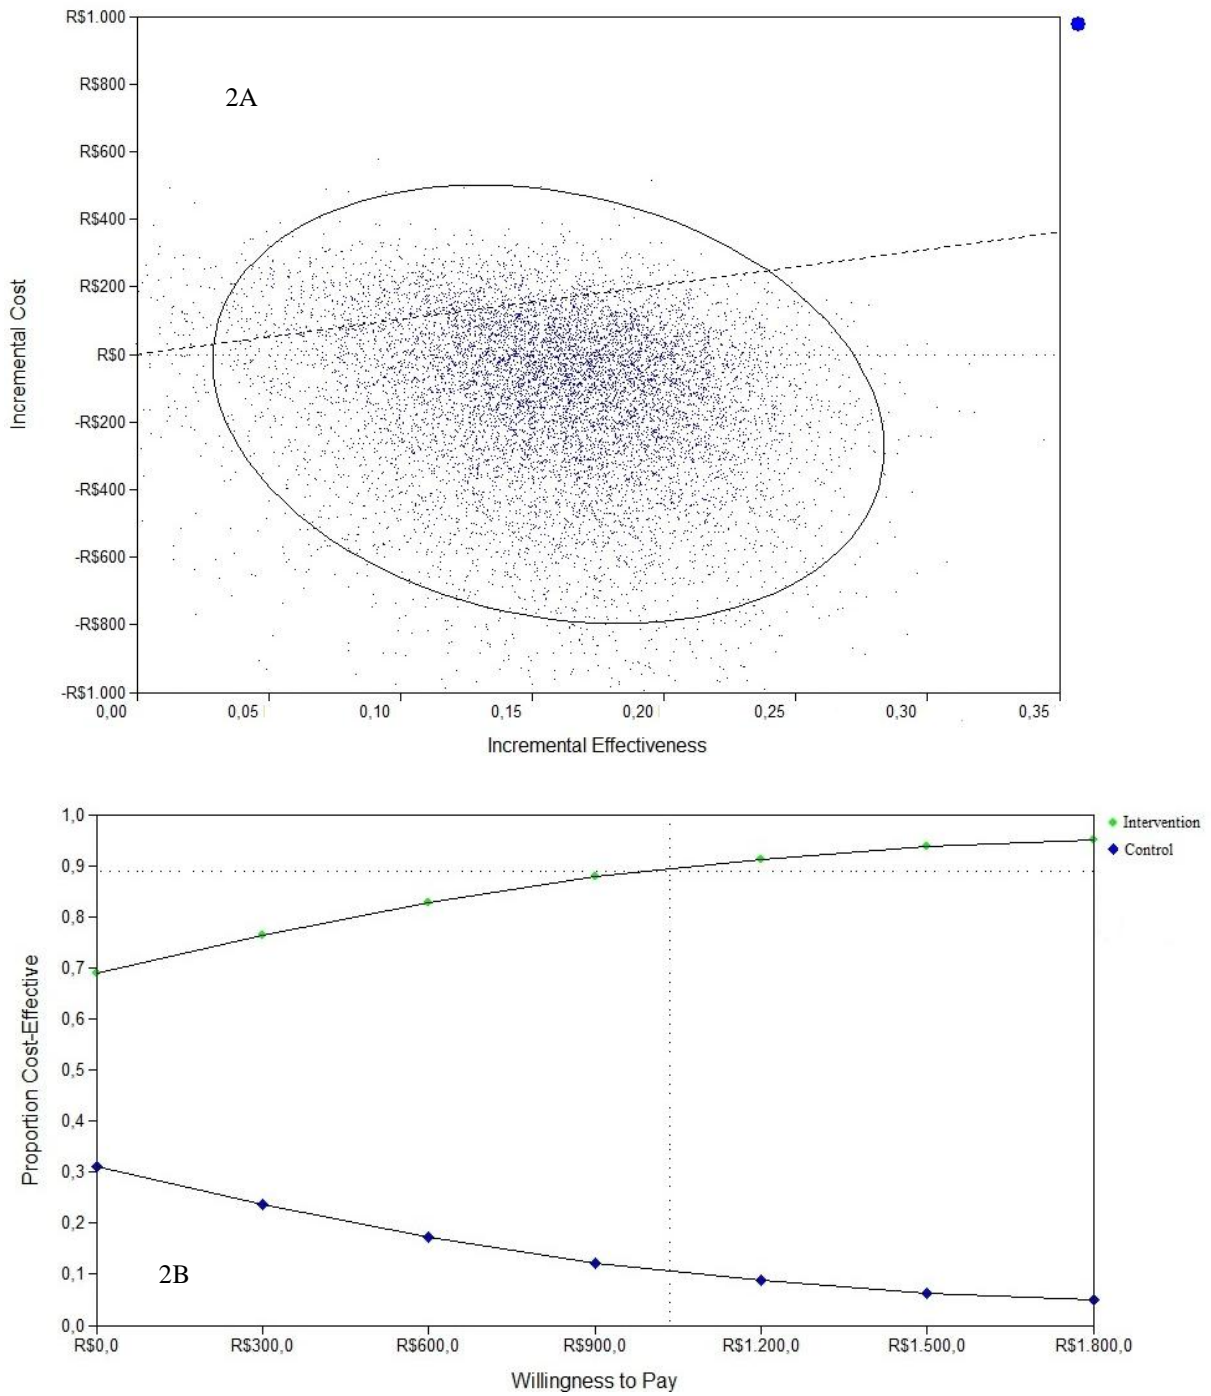 R$1.000
R$800
2A
R$600
R$400
R$200
R$0
-R$200
-R$400
-R$600
-R$800
-R$1.000
Incremental Cost
0,00 0,05 0,10 0,15 0,20 0,25 0,30 0,35
Incremental Effectiveness
1,0
Intervention
Control
0,9
0,8
0,7
0,6
0,5
0,4
0,3
0,2
0,1
2B
0,0
Proportion Cost-Effective
R$0,0 R$300,0 R$600,0 R$900,0 R$1.200,0 R$1.500,0 R$1.800,0
Willingness to Pay